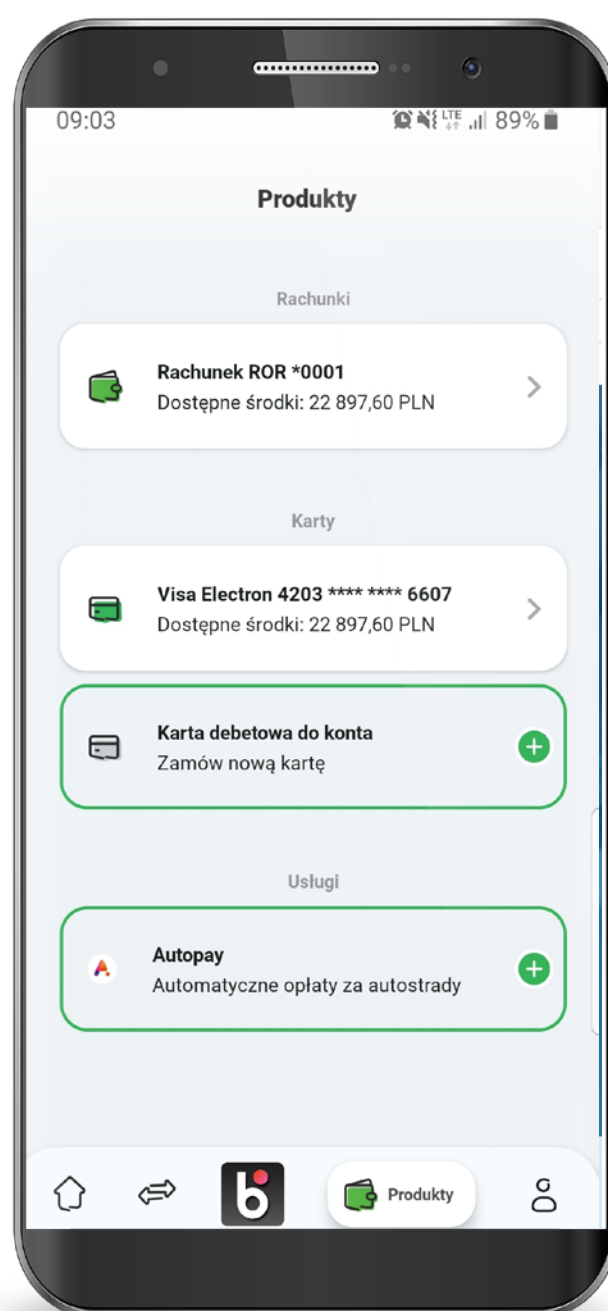 09:03
LTE
89%
Produkty
Rachunki
Rachunek ROR *0001
Dostępne środki: 22 897,60 PLN
Karty
Visa Electron 4203 **** **** 6607
Dostępne środki: 22 897,60 PLN
Karta debetowa do konta
Zamów nową kartę
Usługi
Autopay
Automatyczne opłaty za autostrady
b
Produkty